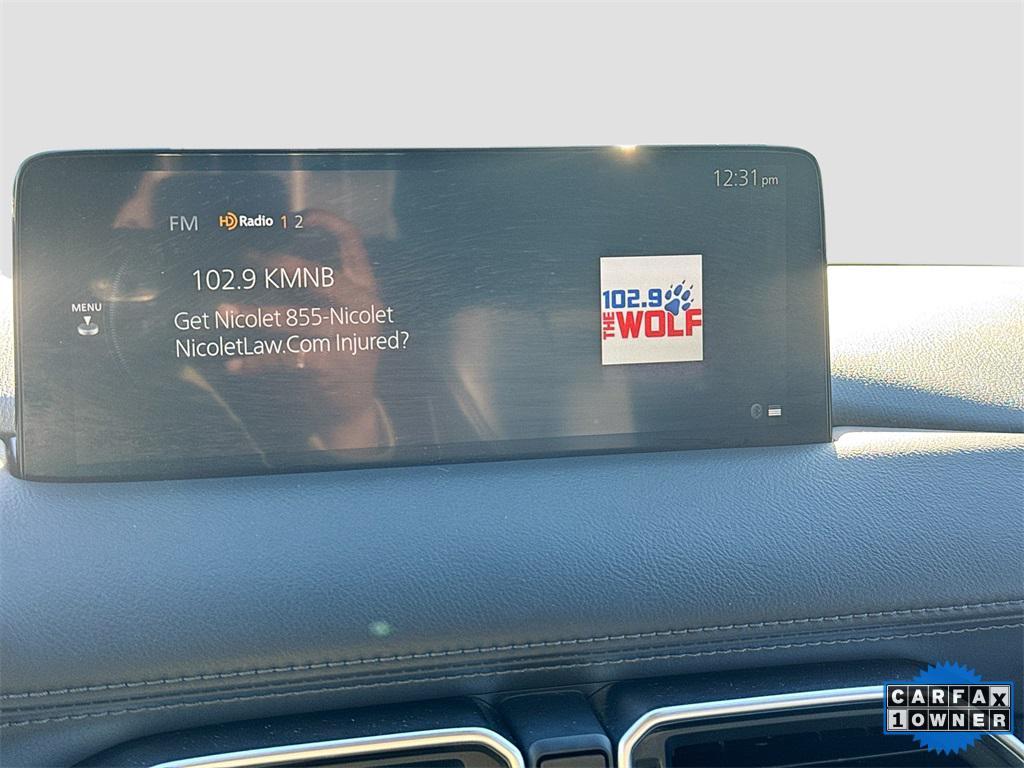 12:31 pm
FM HD Radio 1 2
102.9 KMNB
MENU
Get Nicolet 855-Nicolet
NicoletLaw.Com Injured?
102.9
THE WOLF
CARFAX
1 OWNER